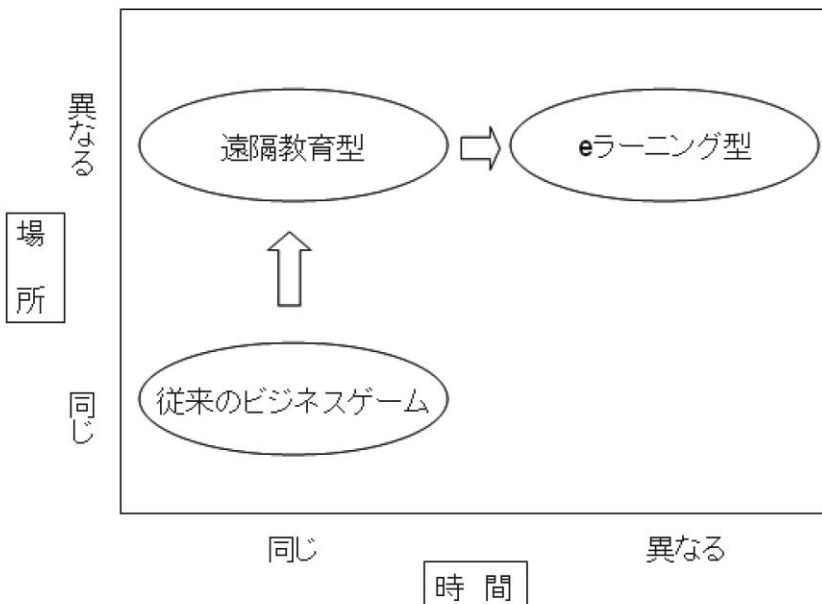 異なる
遠隔教育型
eラーニング型
場所
従来のビジネスゲーム
同じ
同じ
異なる
時間